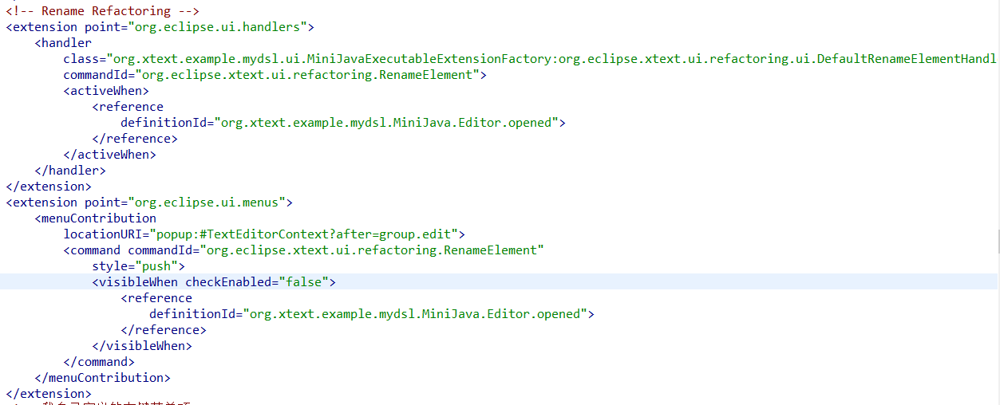 <!-- Rename Refactoring -->
<extension point="org.eclipse.ui.handlers">
    <handler
        class="org.xtext.example.mydsl.ui.MiniJavaExecutableExtensionFactory:org.eclipse.xtext.ui.refactoring.ui.DefaultRenameElementHandl
        commandId="org.eclipse.xtext.ui.refactoring.RenameElement">
        <activeWhen>
            <reference
                definitionId="org.xtext.example.mydsl.MiniJava.Editor.opened">
            </reference>
        </activeWhen>
    </handler>
</extension>
<extension point="org.eclipse.ui.menus">
    <menuContribution
        locationURI="popup:#TextEditorContext?after=group.edit">
        <command commandId="org.eclipse.xtext.ui.refactoring.RenameElement"
            style="push">
            <visibleWhen checkEnabled="false">
                <reference
                    definitionId="org.xtext.example.mydsl.MiniJava.Editor.opened">
                </reference>
            </visibleWhen>
        </command>
    </menuContribution>
</extension>